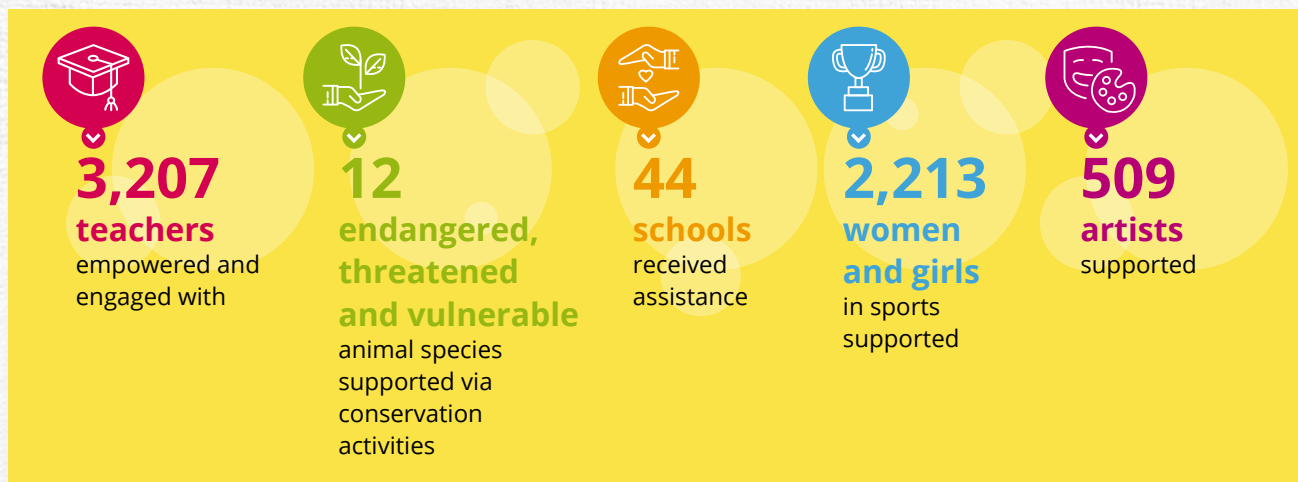 3,207
teachers
empowered and
engaged with
12
endangered,
threatened
and vulnerable
animal species
supported via
conservation
activities
44
schools
received
assistance
2,213
women
and girls
in sports
supported
509
artists
supported